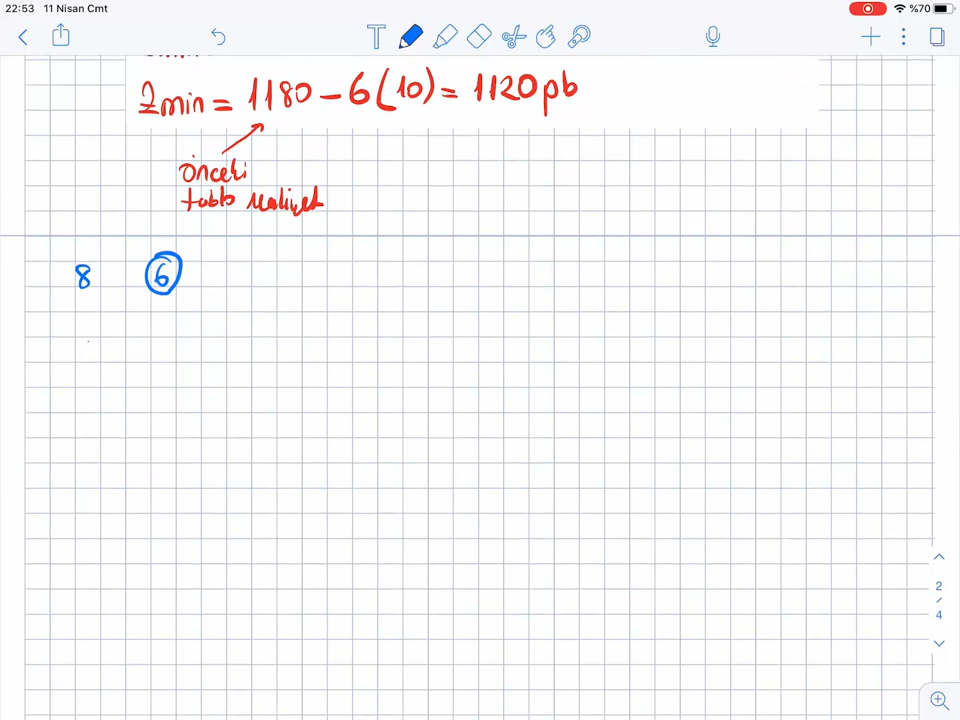 22:53 11 Nisan Cmt %70
Zmin = 1180 - 6(10) = 1120 pb
önceki
tablo maliyet
8 6
2
4